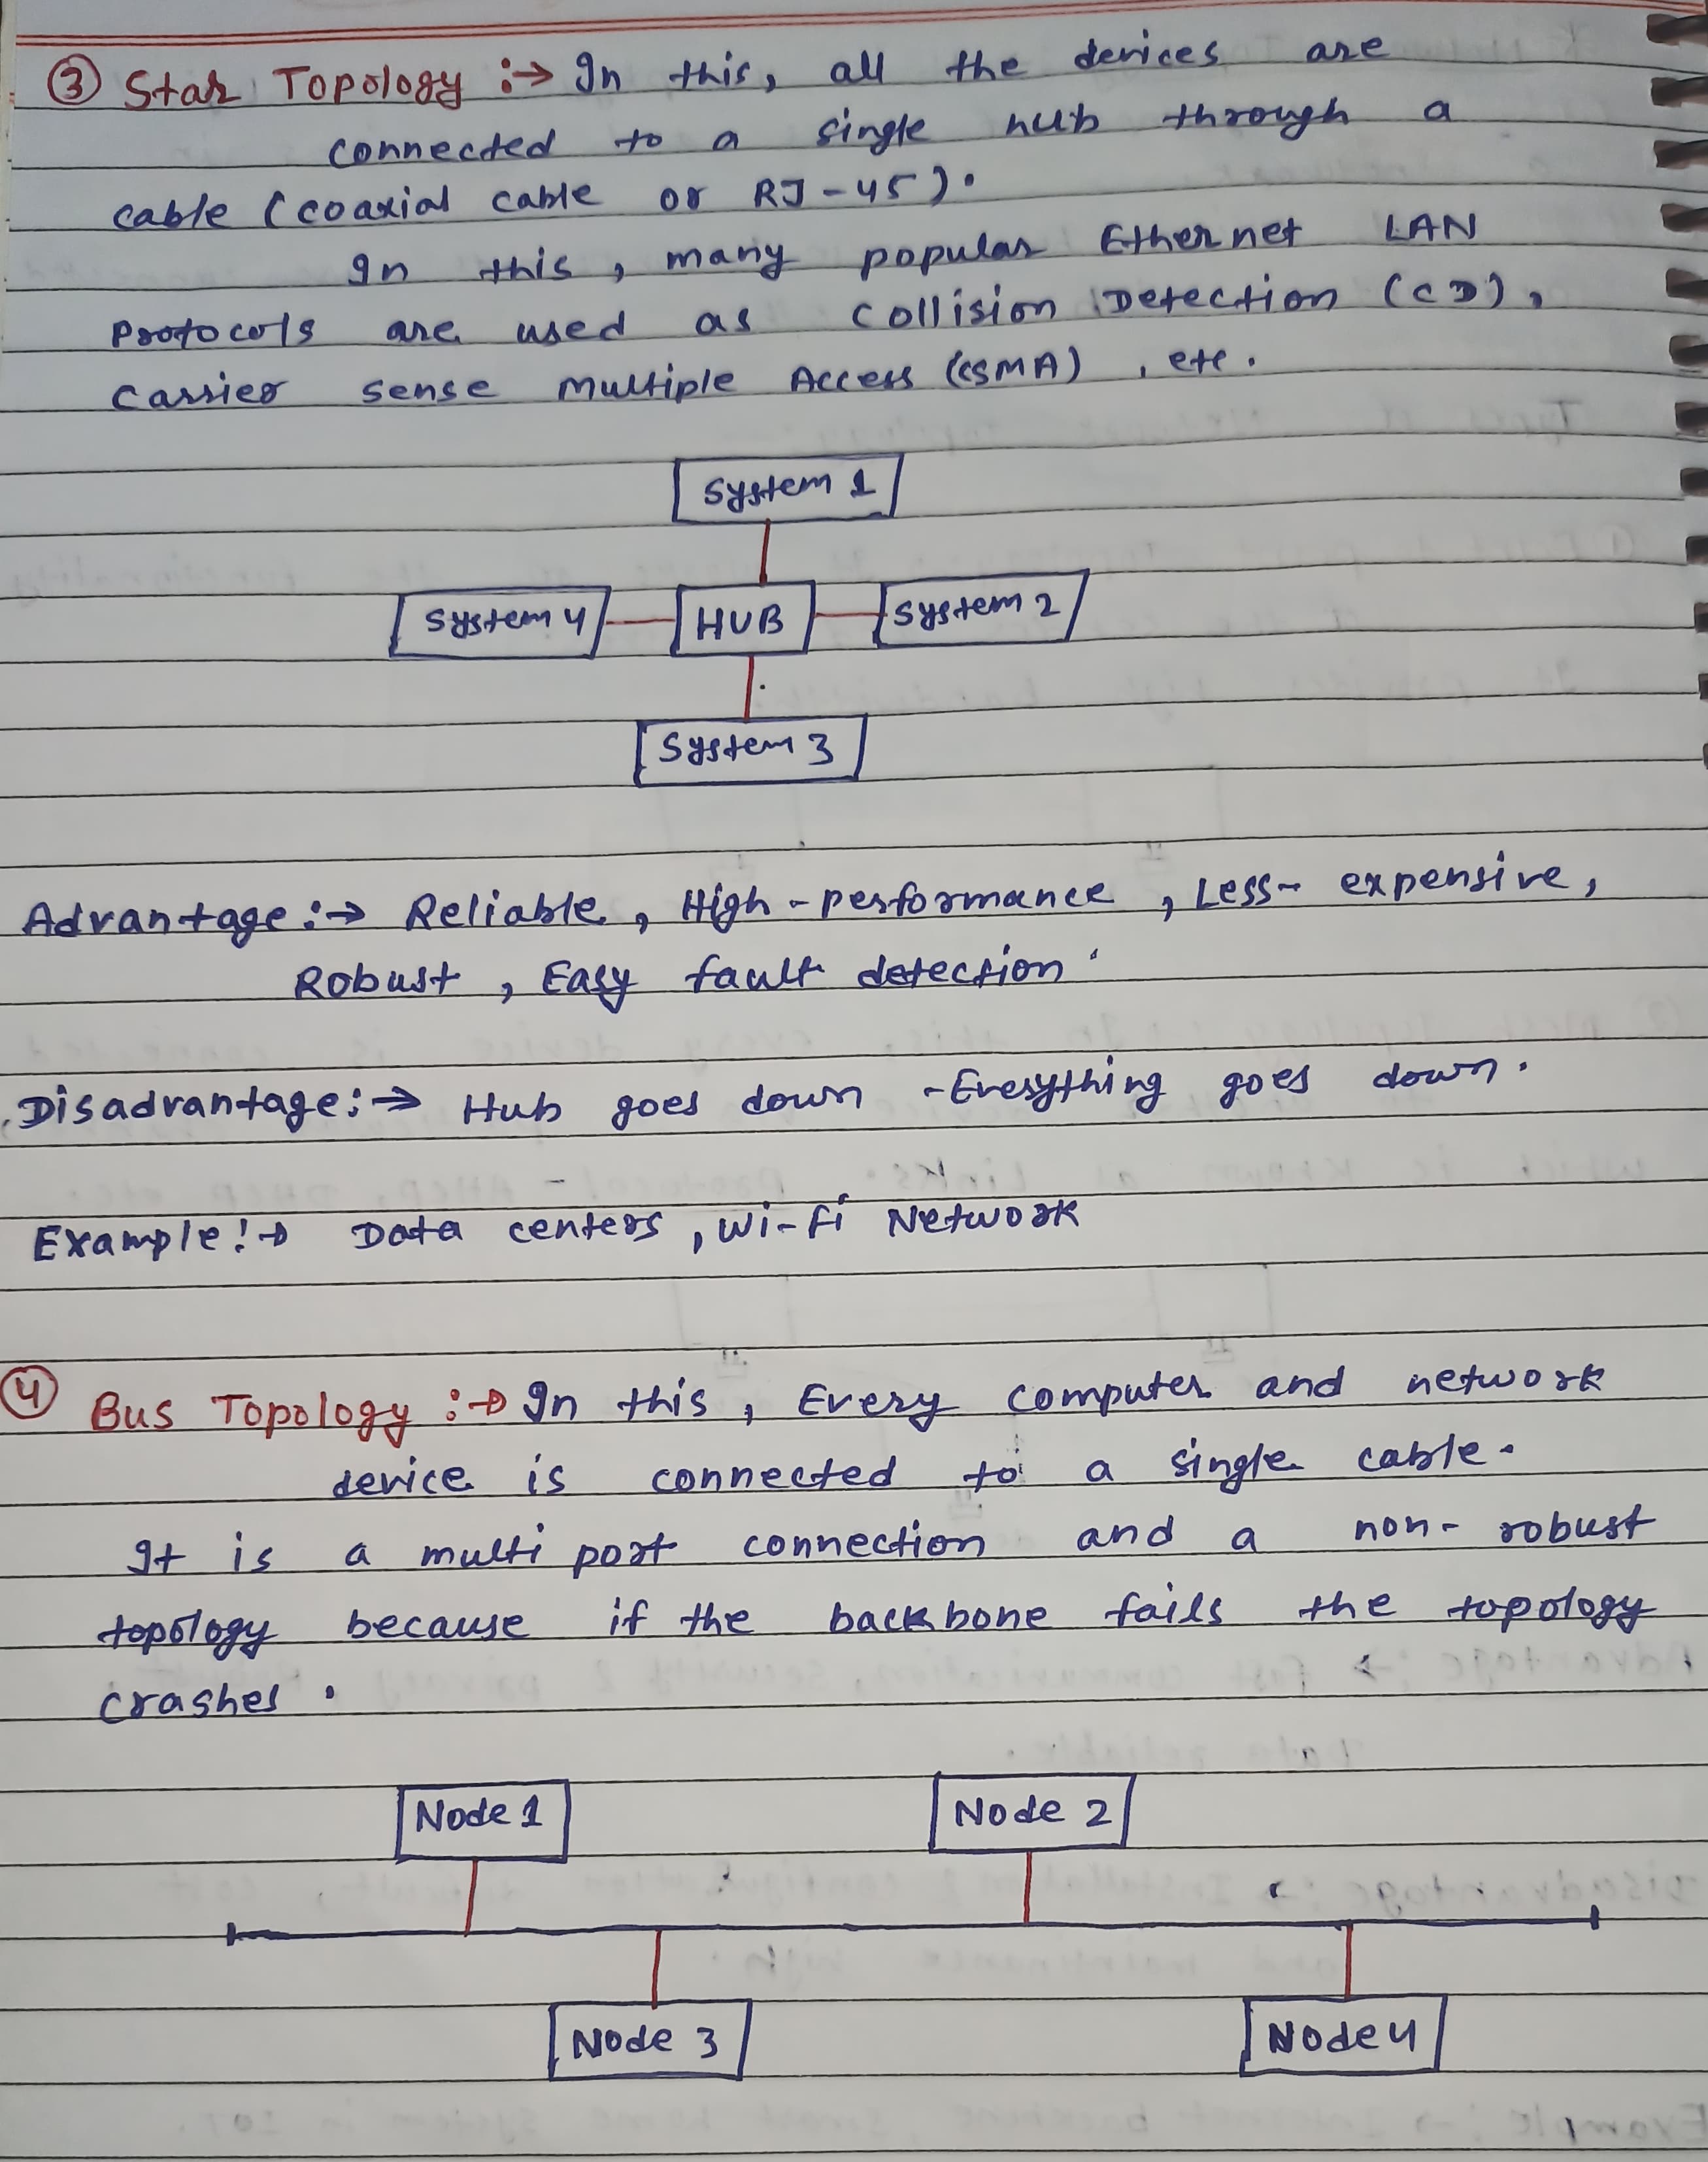 ③ Star Topology :→ In this, all the devices are
connected to a single hub through a
cable (coaxial cable or RJ-45).
In this, many popular Ethernet LAN
Protocols are used as Collision Detection (CD),
Carrier sense Multiple Access (CSMA), etc.
System 1
System 4 HUB System 2
System 3
Advantage :→ Reliable, High-performance, Less-expensive,
Robust, Easy fault detection.
Disadvantage :→ Hub goes down - Everything goes down.
Example :→ Data centers, Wi-Fi Network
④ Bus Topology :→ In this, Every computer and network
device is connected to a single cable.
It is a multi port connection and a non-robust
topology because if the backbone fails the topology
crashes.
Node 1 Node 2
Node 3 Node 4